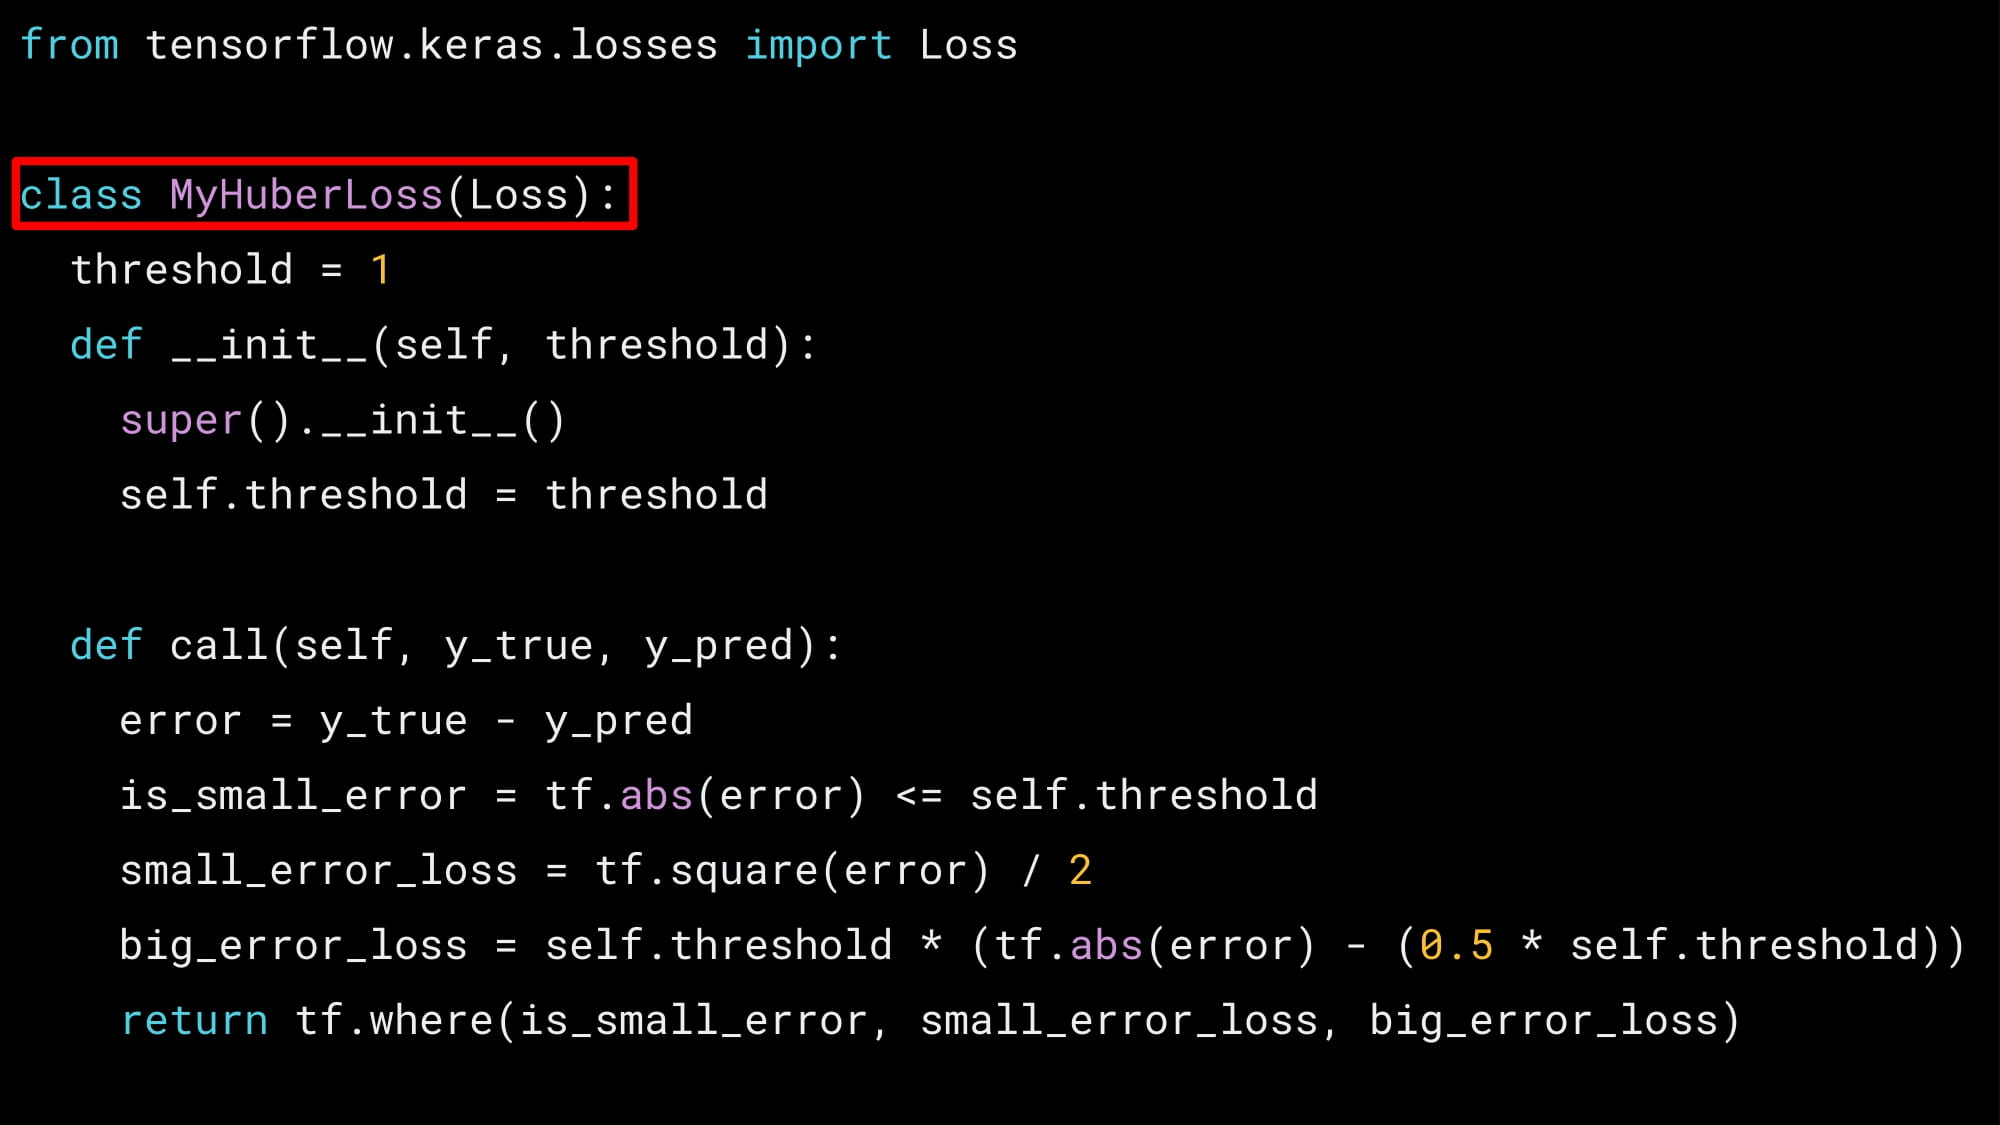 from tensorflow.keras.losses import Loss
class MyHuberLoss(Loss):
  threshold = 1
  def __init__(self, threshold):
    super().__init__()
    self.threshold = threshold
  def call(self, y_true, y_pred):
    error = y_true - y_pred
    is_small_error = tf.abs(error) <= self.threshold
    small_error_loss = tf.square(error) / 2
    big_error_loss = self.threshold * (tf.abs(error) - (0.5 * self.threshold))
    return tf.where(is_small_error, small_error_loss, big_error_loss)